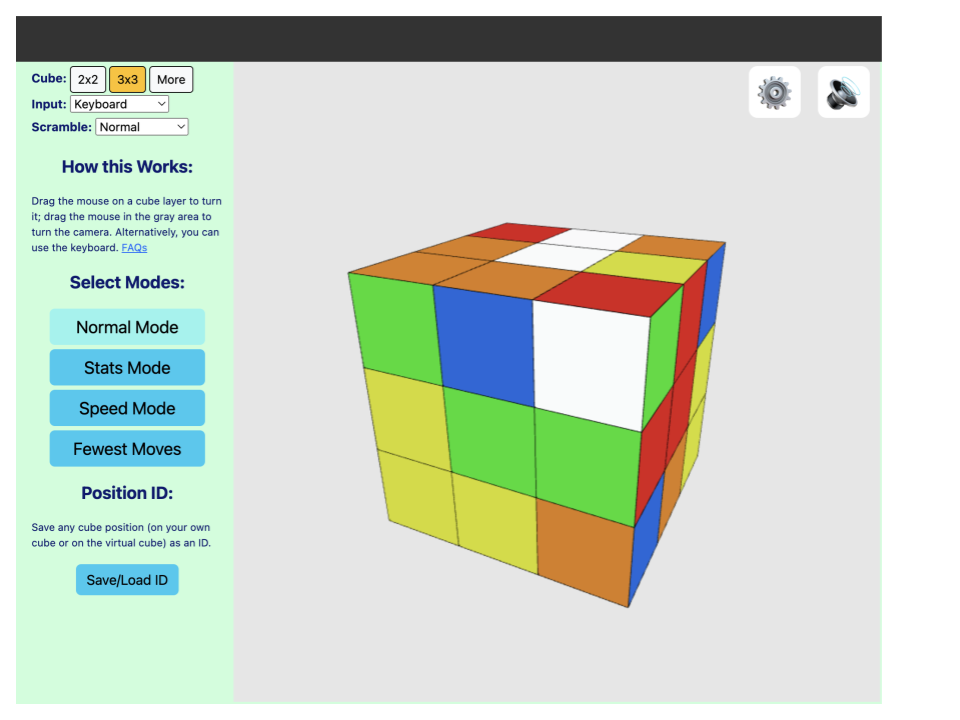 Cube: 2x2 3x3 More
Input: Keyboard
Scramble: Normal
How this Works:
Drag the mouse on a cube layer to turn
it; drag the mouse in the gray area to
turn the camera. Alternatively, you can
use the keyboard. FAQs
Select Modes:
Normal Mode
Stats Mode
Speed Mode
Fewest Moves
Position ID:
Save any cube position (on your own
cube or on the virtual cube) as an ID.
Save/Load ID